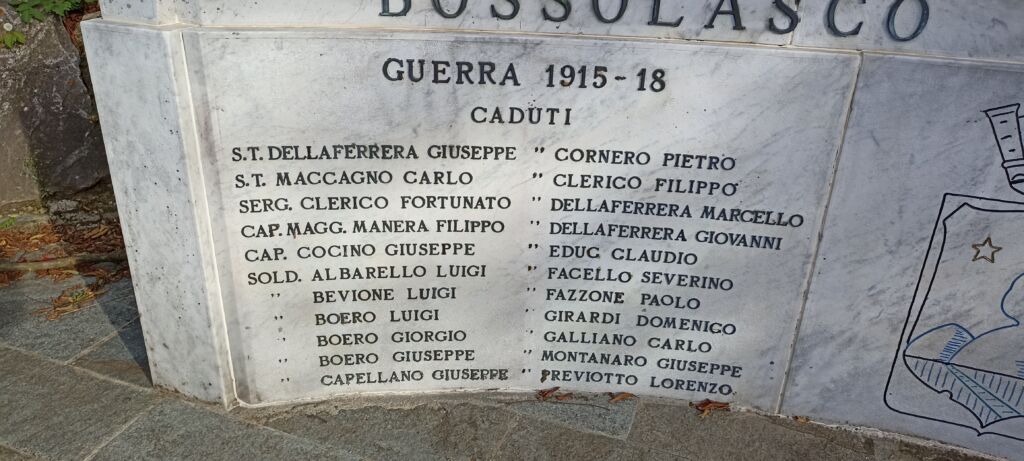 BOSSOLASCO
GUERRA 1915-18
CADUTI
S.T. DELLAFERRERA GIUSEPPE
S.T. MACCAGNO CARLO
SERG. CLERICO FORTUNATO
CAP. MAGG. MANERA FILIPPO
CAP. COCINO GIUSEPPE
SOLD. ALBARELLO LUIGI
" BEVIONE LUIGI
" BOERO LUIGI
" BOERO GIORGIO
" BOERO GIUSEPPE
" CAPELLANO GIUSEPPE
" CORNERO PIETRO
" CLERICO FILIPPO
" DELLAFERRERA MARCELLO
" DELLAFERRERA GIOVANNI
" EDUC CLAUDIO
" FACELLO SEVERINO
" FAZZONE PAOLO
" GIRARDI DOMENICO
" GALLIANO CARLO
" MONTANARO GIUSEPPE
" PREVIOTTO LORENZO